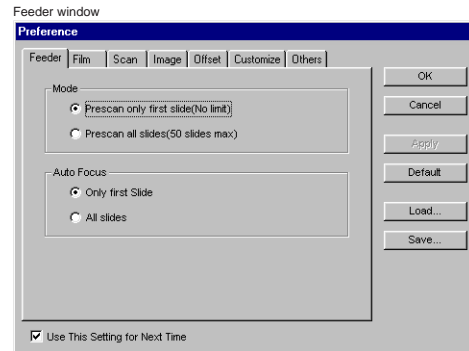 Feeder window
Preference
Feeder Film Scan Image Offset Customize Others
Mode
Prescan only first slide(No limit)
Prescan all slides(50 slides max)
Auto Focus
Only first Slide
All slides
Use This Setting for Next Time
OK
Cancel
Apply
Default
Load...
Save...